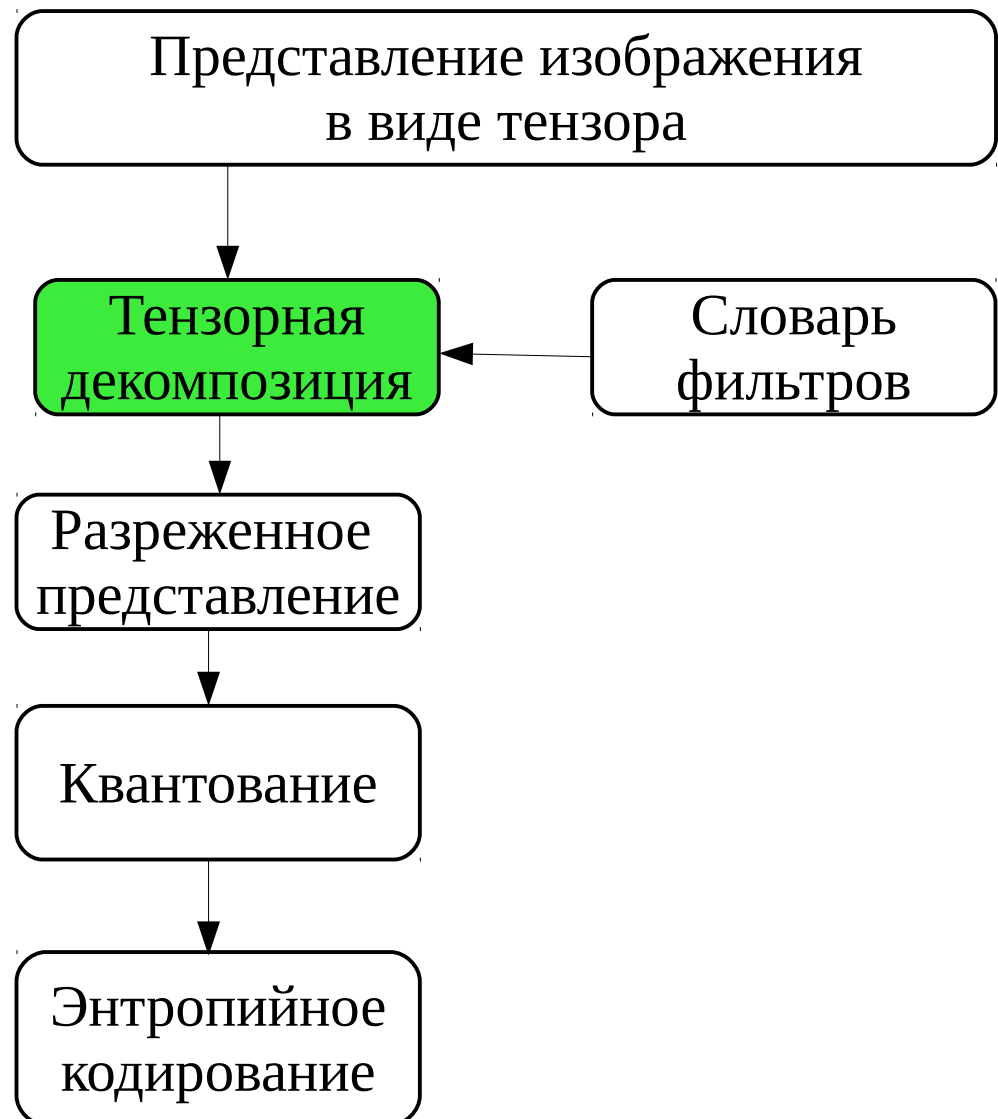 Представление изображения
в виде тензора
Тензорная
декомпозиция
Словарь
фильтров
Разреженное
представление
Квантование
Энтропийное
кодирование